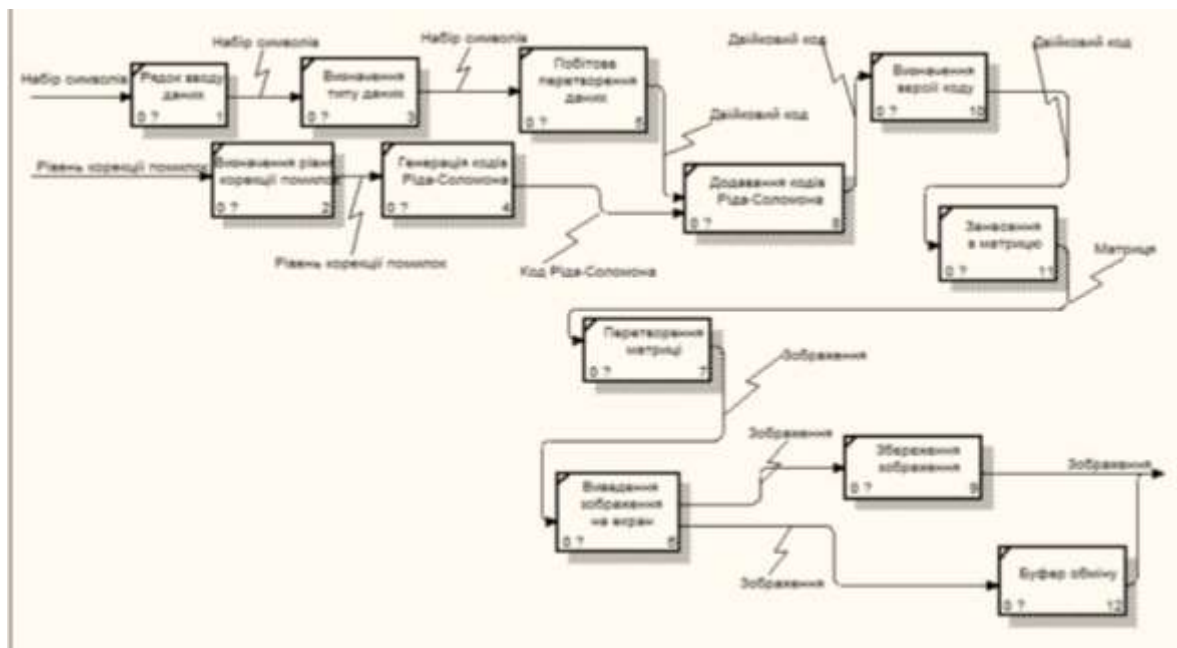 Набір символів
Рядок вводу
даних
0 ? 1
Набір символів
Визначення
типу даних
0 ? 3
Набір символів
Побітове
перетворення
даних
0 ? 5
Двійковий код
Двійковий код
Визначення
версії коду
0 ? 10
Двійковий код
Рівень корекції помилок
Визначення рівня
корекції помилок
0 ? 2
Рівень корекції помилок
Генерація кодів
Ріда-Соломона
0 ? 4
Код Ріда-Соломона
Додавання кодів
Ріда-Соломона
0 ? 8
Занесення
в матрицю
0 ? 11
Матриця
Перетворення
матриці
0 ? 7
Зображення
Виведення
зображення
на екран
0 ? 6
Зображення
Збереження
зображення
0 ? 9
Зображення
Зображення
Буфер обміну
0 ? 12